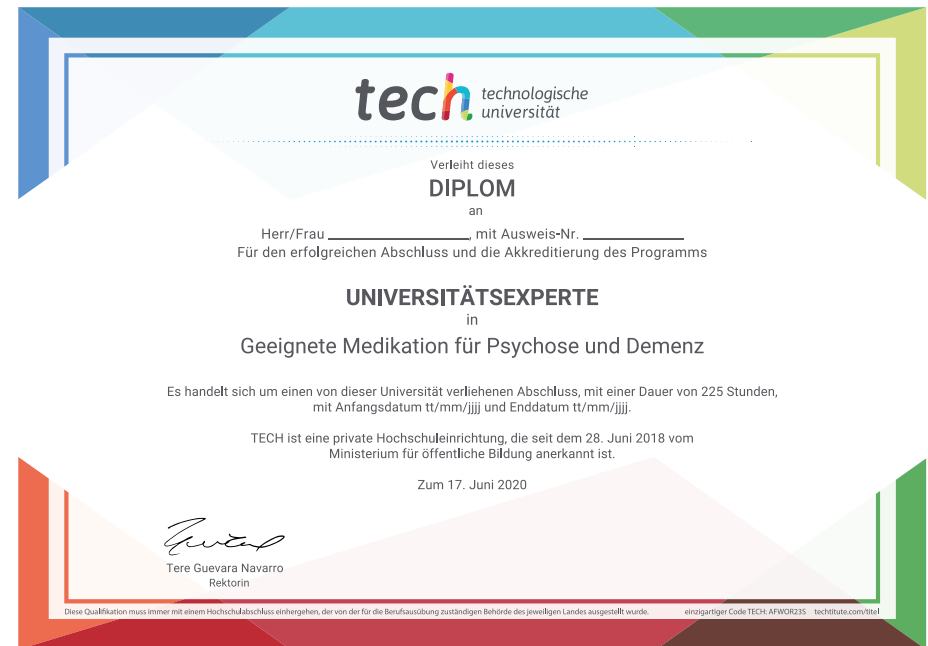 tech technologische
universität
Verleiht dieses
DIPLOM
an
Herr/Frau ____________________, mit Ausweis-Nr. ______________
Für den erfolgreichen Abschluss und die Akkreditierung des Programms
UNIVERSITÄTSEXPERTE
in
Geeignete Medikation für Psychose und Demenz
Es handelt sich um einen von dieser Universität verliehenen Abschluss, mit einer Dauer von 225 Stunden,
mit Anfangsdatum tt/mm/jjjj und Enddatum tt/mm/jjjj.
TECH ist eine private Hochschuleinrichtung, die seit dem 28. Juni 2018 vom
Ministerium für öffentliche Bildung anerkannt ist.
Zum 17. Juni 2020
Tere Guevara Navarro
Rektorin
Diese Qualifikation muss immer mit einem Hochschulabschluss einhergehen, der von der für die Berufsausübung zuständigen Behörde des jeweiligen Landes ausgestellt wurde. einzigartiger Code TECH: AFWOR23S techtitute.com/titel